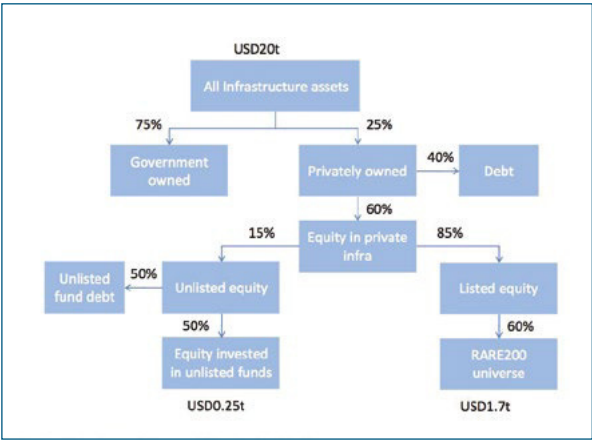 USD20t
All Infrastructure assets
75%
25%
Government
owned
Privately owned
40%
Debt
60%
Equity in private
infra
15%
85%
Unlisted
fund debt
50%
Unlisted equity
Listed equity
50%
60%
Equity invested
in unlisted funds
RARE200
universe
USD0.25t
USD1.7t